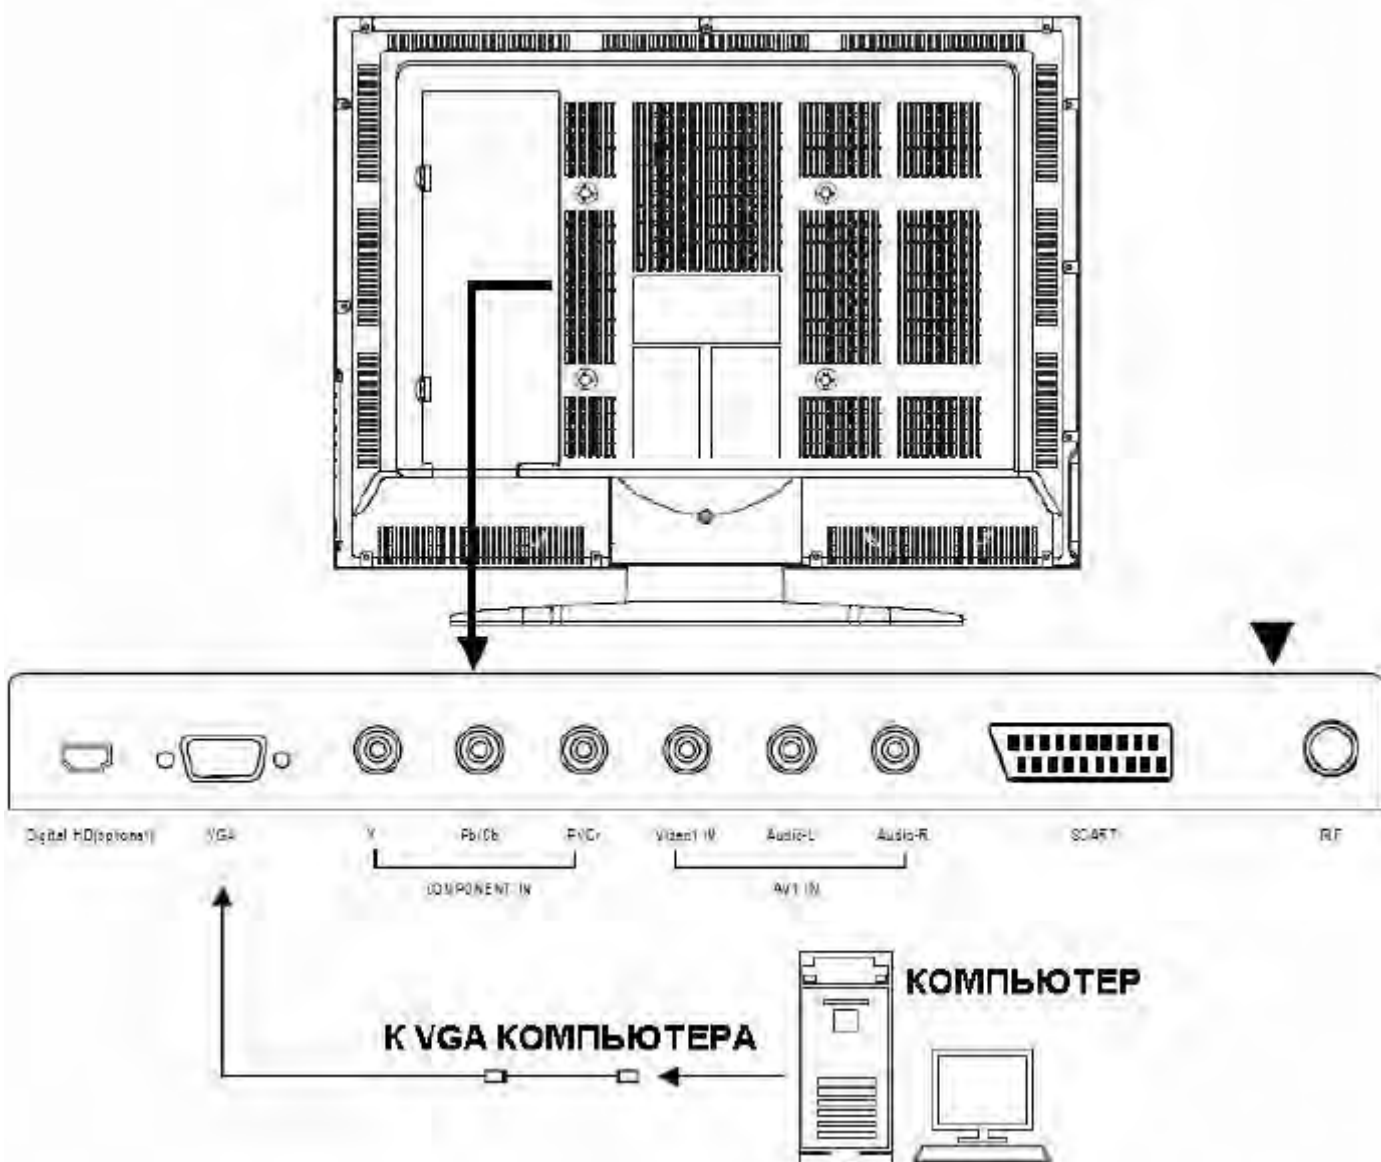 Digital HD(optional)
VGA
Y
Pb/Cb
Pr/Cr
Video1 IN
Audio-L
Audio-R
SCART
R/F
COMPONENT IN
AV1 IN
КОМПЬЮТЕР
К VGA КОМПЬЮТЕРА